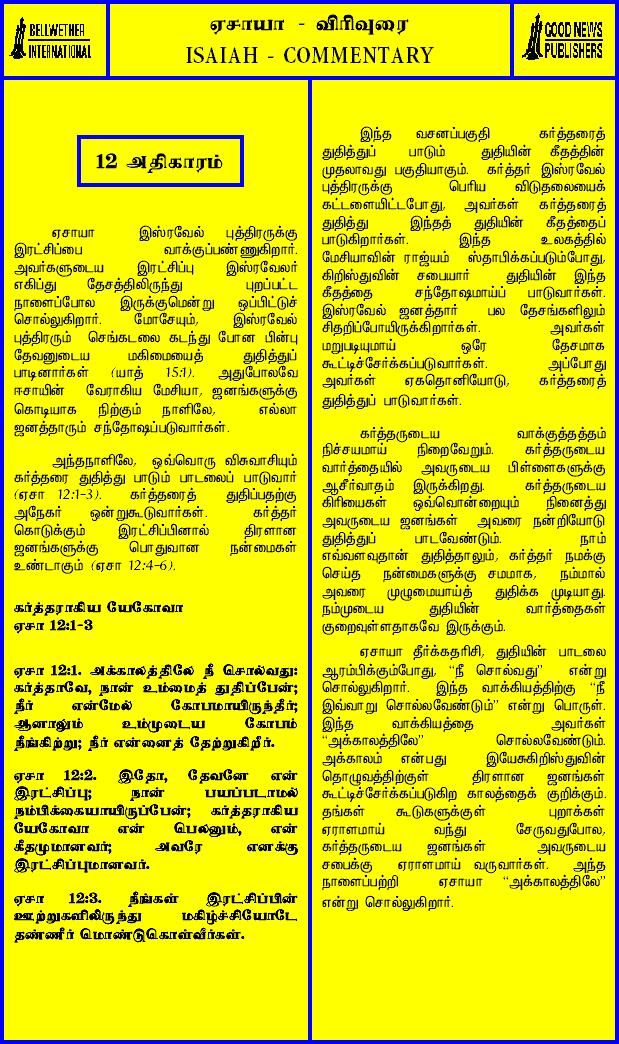 BELLWETHER
INTERNATIONAL
ஏசாயா - விரிவுரை
ISAIAH - COMMENTARY
GOOD NEWS
PUBLISHERS
12 அதிகாரம்
ஏசாயா இஸ்ரவேல் புத்திரருக்கு
இரட்சிப்பை வாக்குப்பண்ணுகிறார்.
அவர்களுடைய இரட்சிப்பு இஸ்ரவேலர்
எகிப்து தேசத்திலிருந்து புறப்பட்ட
நாளைப்போல இருக்குமென்று ஒப்பிட்டுச்
சொல்லுகிறார். மோசேயும், இஸ்ரவேல்
புத்திரரும் செங்கடலை கடந்து போன பின்பு
தேவனுடைய மகிமையைத் துதித்துப்
பாடினார்கள் (யாத் 15:1). அதுபோலவே
ஈசாயின் வேராகிய மேசியா, ஜனங்களுக்கு
கொடியாக நிற்கும் நாளிலே, எல்லா
ஜனத்தாரும் சந்தோஷப்படுவார்கள்.
அந்தநாளிலே, ஒவ்வொரு விசுவாசியும்
கர்த்தரை துதித்து பாடும் பாடலைப் பாடுவார்
(ஏசா 12:1-3). கர்த்தரைத் துதிப்பதற்கு
அநேகர் ஒன்றுகூடுவார்கள். கர்த்தர்
கொடுக்கும் இரட்சிப்பினால் திரளான
ஜனங்களுக்கு பொதுவான நன்மைகள்
உண்டாகும் (ஏசா 12:4-6).
கர்த்தராகிய யேகோவா
ஏசா 12:1-3
ஏசா 12:1. அக்காலத்திலே நீ சொல்வது:
கர்த்தாவே, நான் உம்மைத் துதிப்பேன்;
நீர் என்மேல் கோபமாயிருந்தீர்;
ஆனாலும் உம்முடைய கோபம்
நீங்கிற்று; நீர் என்னைத் தேற்றுகிறீர்.
ஏசா 12:2. இதோ, தேவனே என்
இரட்சிப்பு; நான் பயப்படாமல்
நம்பிக்கையாயிருப்பேன்; கர்த்தராகிய
யேகோவா என் பெலனும், என்
கீதமுமானவர்; அவரே எனக்கு
இரட்சிப்புமானவர்.
ஏசா 12:3. நீங்கள் இரட்சிப்பின்
ஊற்றுகளிலிருந்து மகிழ்ச்சியோடே
தண்ணீர் மொண்டுகொள்வீர்கள்.
இந்த வசனப்பகுதி கர்த்தரைத்
துதித்துப் பாடும் துதியின் கீதத்தின்
முதலாவது பகுதியாகும். கர்த்தர் இஸ்ரவேல்
புத்திரருக்கு பெரிய விடுதலையைக்
கட்டளையிட்டபோது, அவர்கள் கர்த்தரைத்
துதித்து இந்தத் துதியின் கீதத்தைப்
பாடுகிறார்கள். இந்த உலகத்தில்
மேசியாவின் ராஜ்யம் ஸ்தாபிக்கப்படும்போது,
கிறிஸ்துவின் சபையார் துதியின் இந்த
கீதத்தை சந்தோஷமாய்ப் பாடுவார்கள்.
இஸ்ரவேல் ஜனத்தார் பல தேசங்களிலும்
சிதறிப்போயிருக்கிறார்கள். அவர்கள்
மறுபடியுமாய் ஒரே தேசமாக
கூட்டிச்சேர்க்கப்படுவார்கள். அப்போது
அவர்கள் ஏகதொனியோடு, கர்த்தரைத்
துதித்துப் பாடுவார்கள்.
கர்த்தருடைய வாக்குத்தத்தம்
நிச்சயமாய் நிறைவேறும். கர்த்தருடைய
வார்த்தையில் அவருடைய பிள்ளைகளுக்கு
ஆசீர்வாதம் இருக்கிறது. கர்த்தருடைய
கிரியைகள் ஒவ்வொன்றையும் நினைத்து
அவருடைய ஜனங்கள் அவரை நன்றியோடு
துதித்துப் பாடவேண்டும். நாம்
எவ்வளவுதான் துதித்தாலும், கர்த்தர் நமக்கு
செய்த நன்மைகளுக்கு சமமாக, நம்மால்
அவரை முழுமையாய்த் துதிக்க முடியாது.
நம்முடைய துதியின் வார்த்தைகள்
குறைவுள்ளதாகவே இருக்கும்.
ஏசாயா தீர்க்கதரிசி, துதியின் பாடலை
ஆரம்பிக்கும்போது, “நீ சொல்வது” என்று
சொல்லுகிறார். இந்த வாக்கியத்திற்கு “நீ
இவ்வாறு சொல்லவேண்டும்” என்று பொருள்.
இந்த வாக்கியத்தை அவர்கள்
“அக்காலத்திலே” சொல்லவேண்டும்.
அக்காலம் என்பது இயேசுகிறிஸ்துவின்
தொழுவத்திற்குள் திரளான ஜனங்கள்
கூட்டிச்சேர்க்கப்படுகிற காலத்தைக் குறிக்கும்.
தங்கள் கூடுகளுக்குள் புறாக்கள்
ஏராளமாய் வந்து சேருவதுபோல,
கர்த்தருடைய ஜனங்கள் அவருடைய
சபைக்கு ஏராளமாய் வருவார்கள். அந்த
நாளைப்பற்றி ஏசாயா “அக்காலத்திலே”
என்று சொல்லுகிறார்.